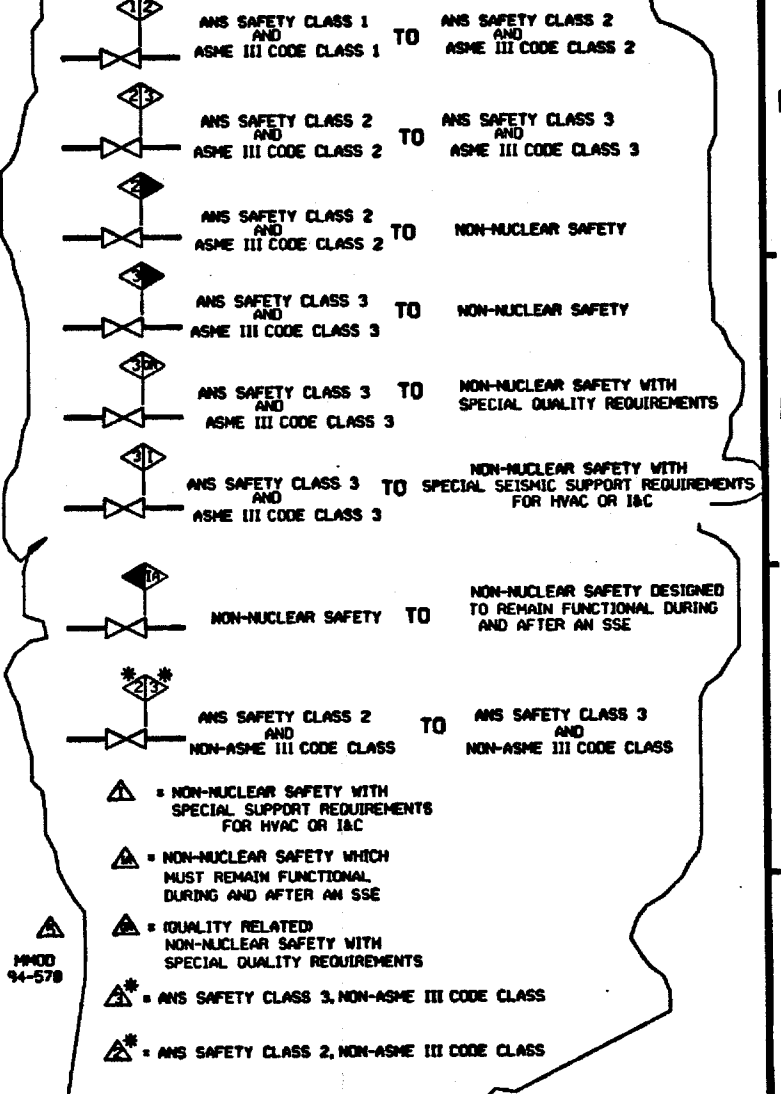 1 2
ANS SAFETY CLASS 1
AND
ASME III CODE CLASS 1
TO
ANS SAFETY CLASS 2
AND
ASME III CODE CLASS 2
2 3
ANS SAFETY CLASS 2
AND
ASME III CODE CLASS 2
TO
ANS SAFETY CLASS 3
AND
ASME III CODE CLASS 3
2
ANS SAFETY CLASS 2
AND
ASME III CODE CLASS 2
TO
NON-NUCLEAR SAFETY
3
ANS SAFETY CLASS 3
AND
ASME III CODE CLASS 3
TO
NON-NUCLEAR SAFETY
3
ANS SAFETY CLASS 3
AND
ASME III CODE CLASS 3
TO
NON-NUCLEAR SAFETY WITH
SPECIAL QUALITY REQUIREMENTS
3 I
ANS SAFETY CLASS 3
AND
ASME III CODE CLASS 3
TO
NON-NUCLEAR SAFETY WITH
SPECIAL SEISMIC SUPPORT REQUIREMENTS
FOR HVAC OR I&C
IA
NON-NUCLEAR SAFETY
TO
NON-NUCLEAR SAFETY DESIGNED
TO REMAIN FUNCTIONAL DURING
AND AFTER AN SSE
* 2 3 *
ANS SAFETY CLASS 2
AND
NON-ASME III CODE CLASS
TO
ANS SAFETY CLASS 3
AND
NON-ASME III CODE CLASS
I = NON-NUCLEAR SAFETY WITH
SPECIAL SUPPORT REQUIREMENTS
FOR HVAC OR I&C
= NON-NUCLEAR SAFETY WHICH
MUST REMAIN FUNCTIONAL
DURING AND AFTER AN SSE
= (QUALITY RELATED)
NON-NUCLEAR SAFETY WITH
SPECIAL QUALITY REQUIREMENTS
MMOD
94-578
3* = ANS SAFETY CLASS 3, NON-ASME III CODE CLASS
2* = ANS SAFETY CLASS 2, NON-ASME III CODE CLASS